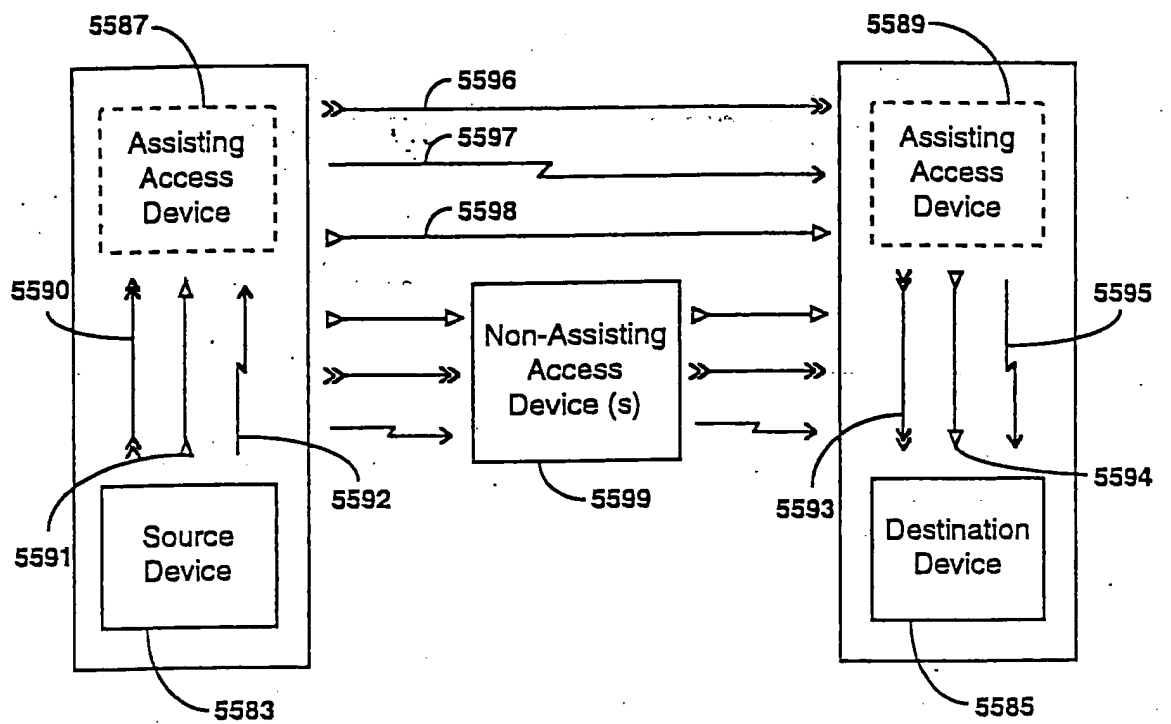 5587
5589
5596
Assisting
Access
Device
5597
Assisting
Access
Device
5598
5590
5595
Non-Assisting
Access
Device (s)
5591
5592
5599
5593
5594
Source
Device
Destination
Device
5583
5585